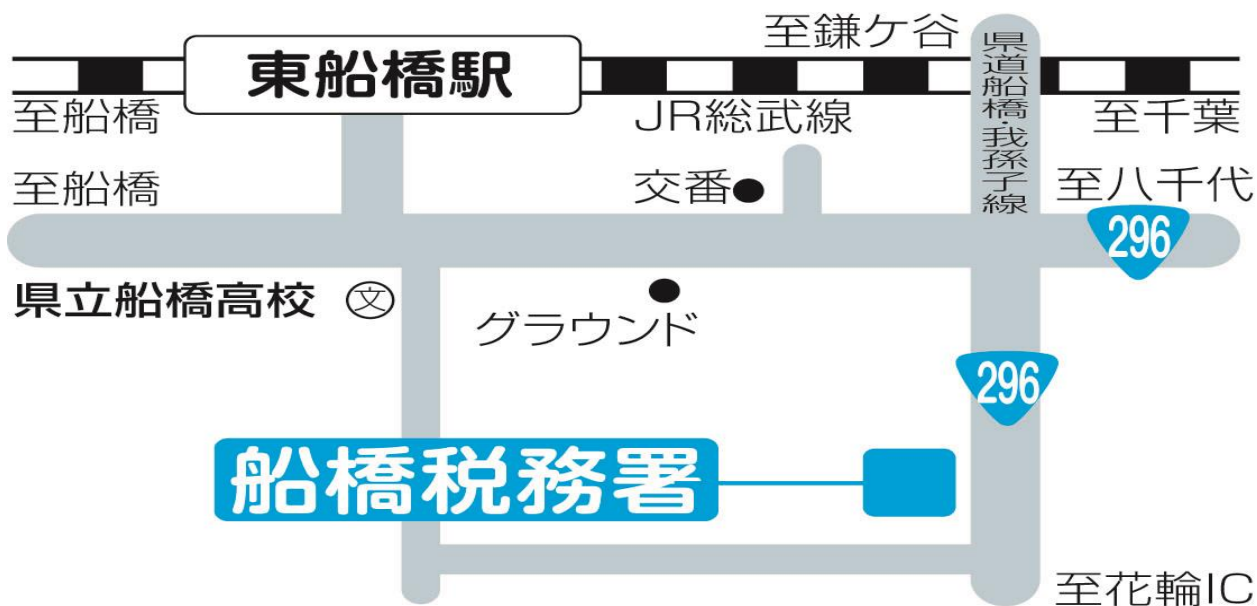 至鎌ケ谷
東船橋駅
県道船橋・我孫子線
至船橋
JR総武線
至千葉
至船橋
交番
至八千代
296
県立船橋高校 文
グラウンド
296
船橋税務署
至花輪IC